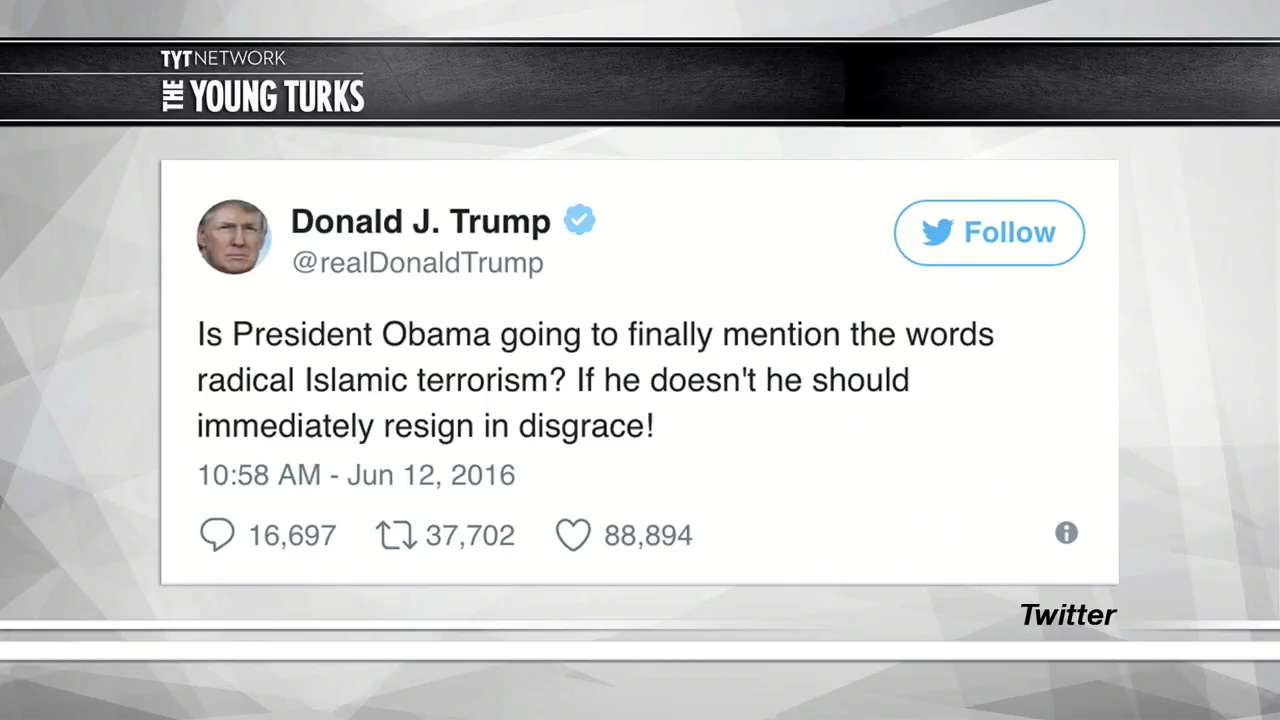 TYT NETWORK
THE YOUNG TURKS
Donald J. Trump
@realDonaldTrump
Follow
Is President Obama going to finally mention the words
radical Islamic terrorism? If he doesn't he should
immediately resign in disgrace!
10:58 AM - Jun 12, 2016
16,697 37,702 88,894
Twitter